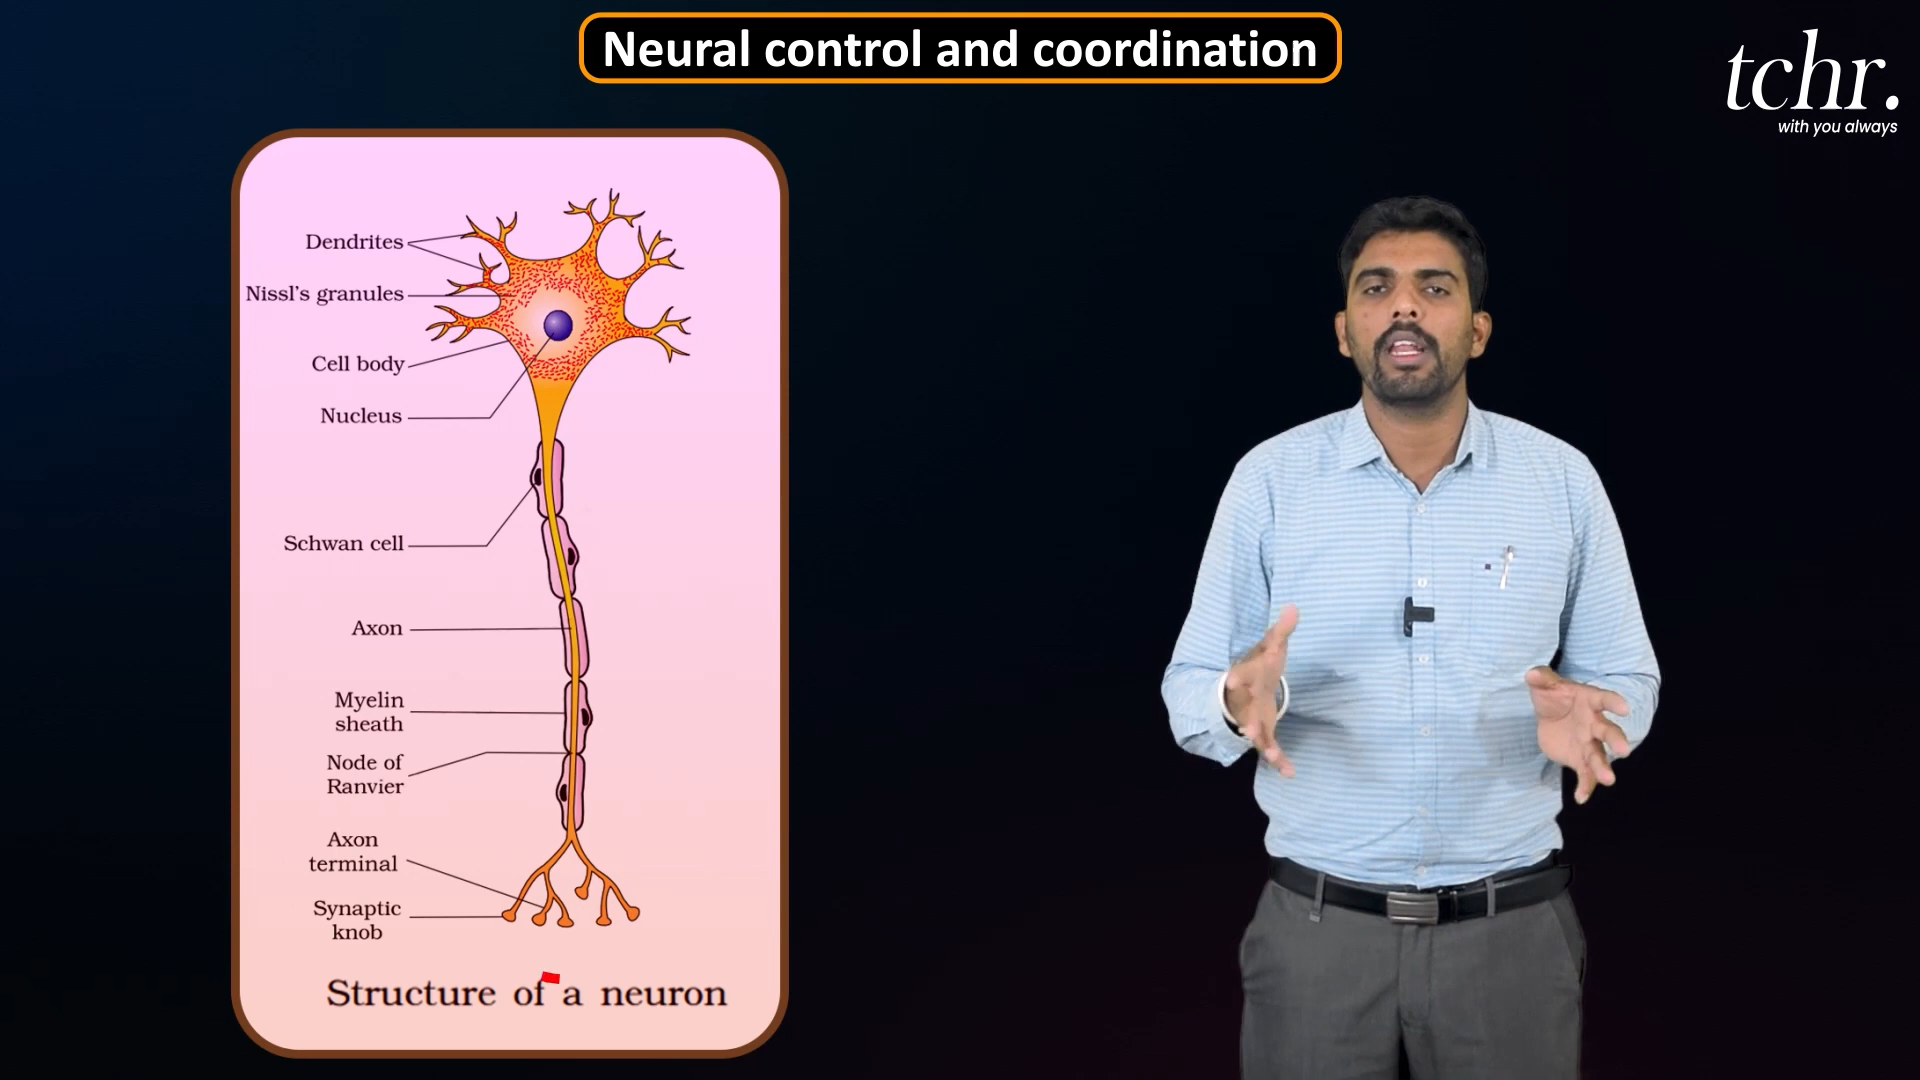 Neural control and coordination
tchr.
with you always
Dendrites
Nissl's granules
Cell body
Nucleus
Schwan cell
Axon
Myelin
sheath
Node of
Ranvier
Axon
terminal
Synaptic
knob
Structure of a neuron